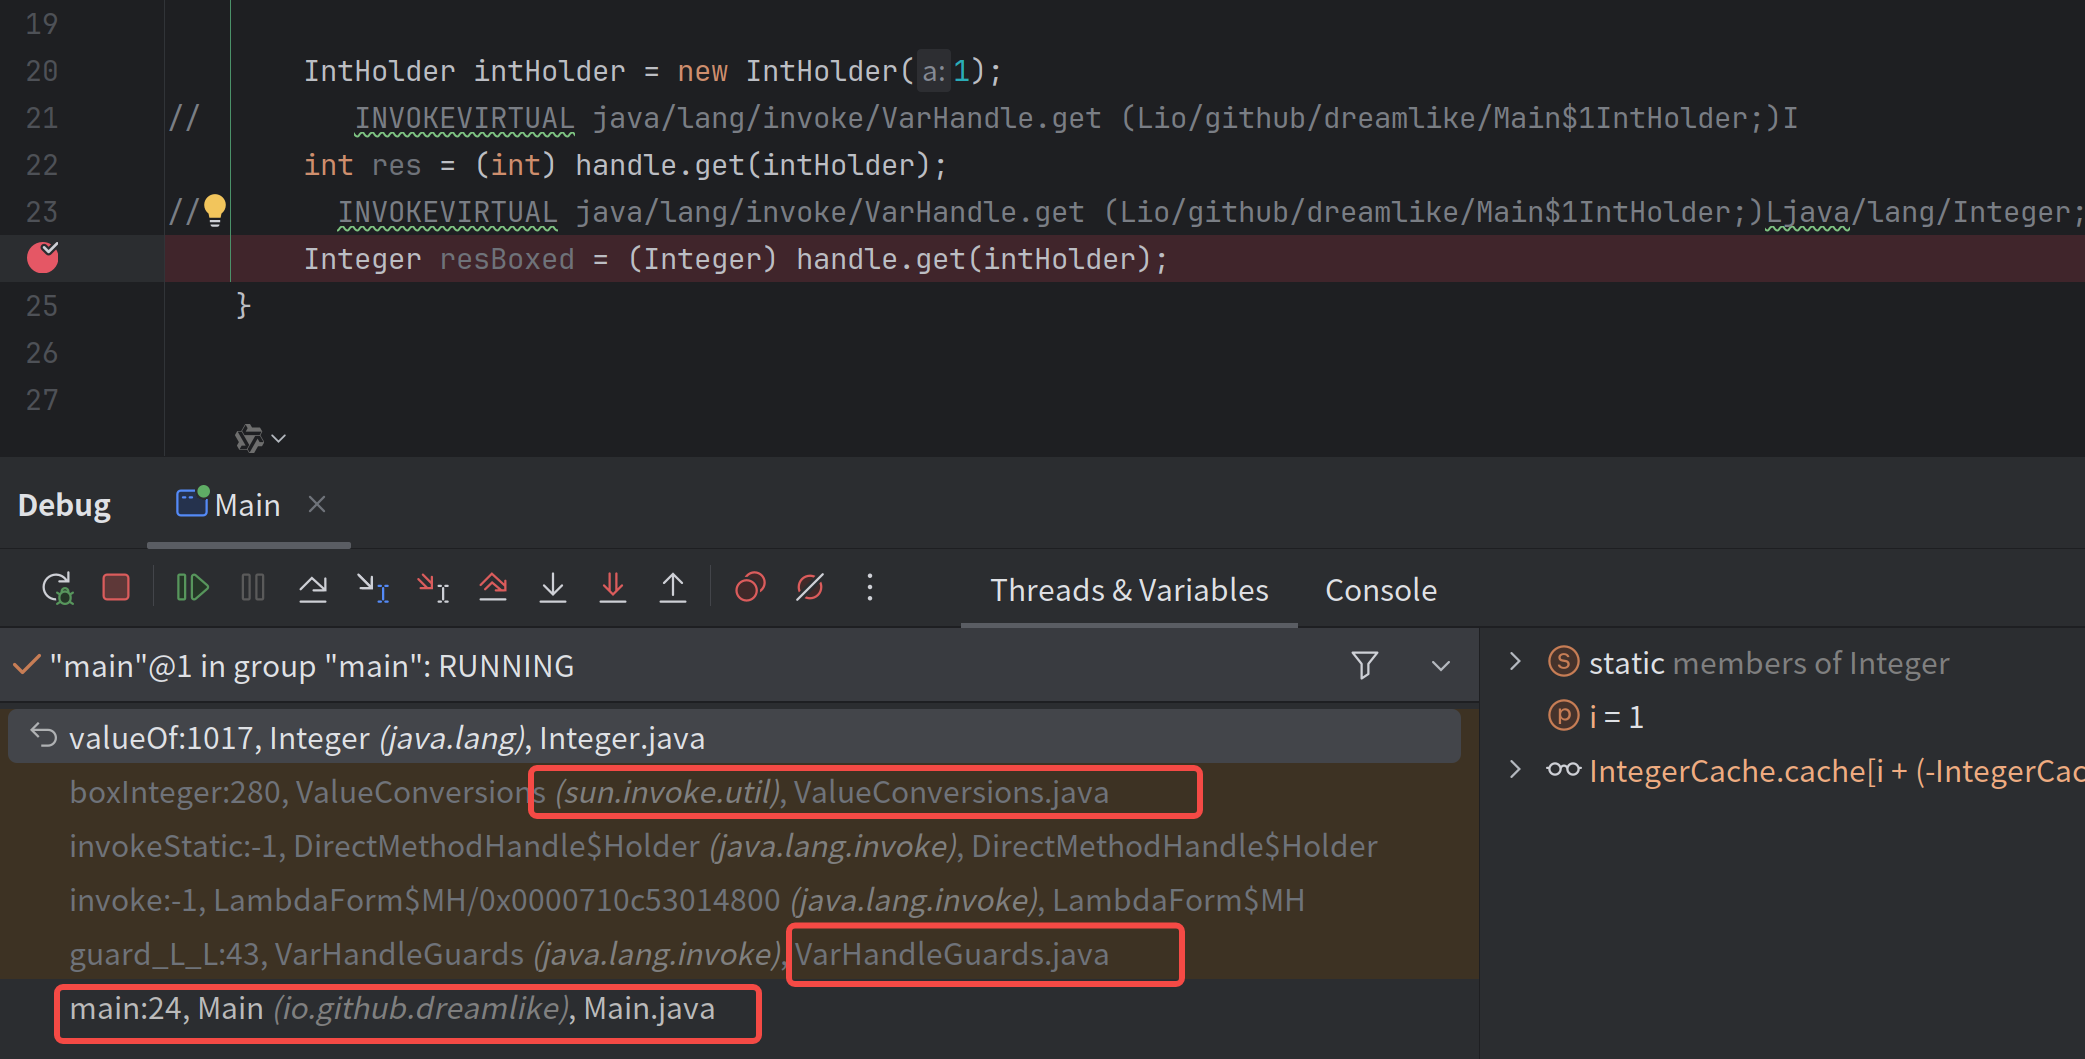 19
20 IntHolder intHolder = new IntHolder( a: 1);
21 // INVOKEVIRTUAL java/lang/invoke/VarHandle.get (Lio/github/dreamlike/Main$1IntHolder;)I
22 int res = (int) handle.get(intHolder);
23 // INVOKEVIRTUAL java/lang/invoke/VarHandle.get (Lio/github/dreamlike/Main$1IntHolder;)Ljava/lang/Integer;
Integer resBoxed = (Integer) handle.get(intHolder);
25 }
26
27
Debug Main
Threads & Variables Console
"main"@1 in group "main": RUNNING
valueOf:1017, Integer (java.lang), Integer.java
boxInteger:280, ValueConversions (sun.invoke.util), ValueConversions.java
invokeStatic:-1, DirectMethodHandle$Holder (java.lang.invoke), DirectMethodHandle$Holder
invoke:-1, LambdaForm$MH/0x0000710c53014800 (java.lang.invoke), LambdaForm$MH
guard_L_L:43, VarHandleGuards (java.lang.invoke), VarHandleGuards.java
main:24, Main (io.github.dreamlike), Main.java
S static members of Integer
p i = 1
IntegerCache.cache[i + (-IntegerCac